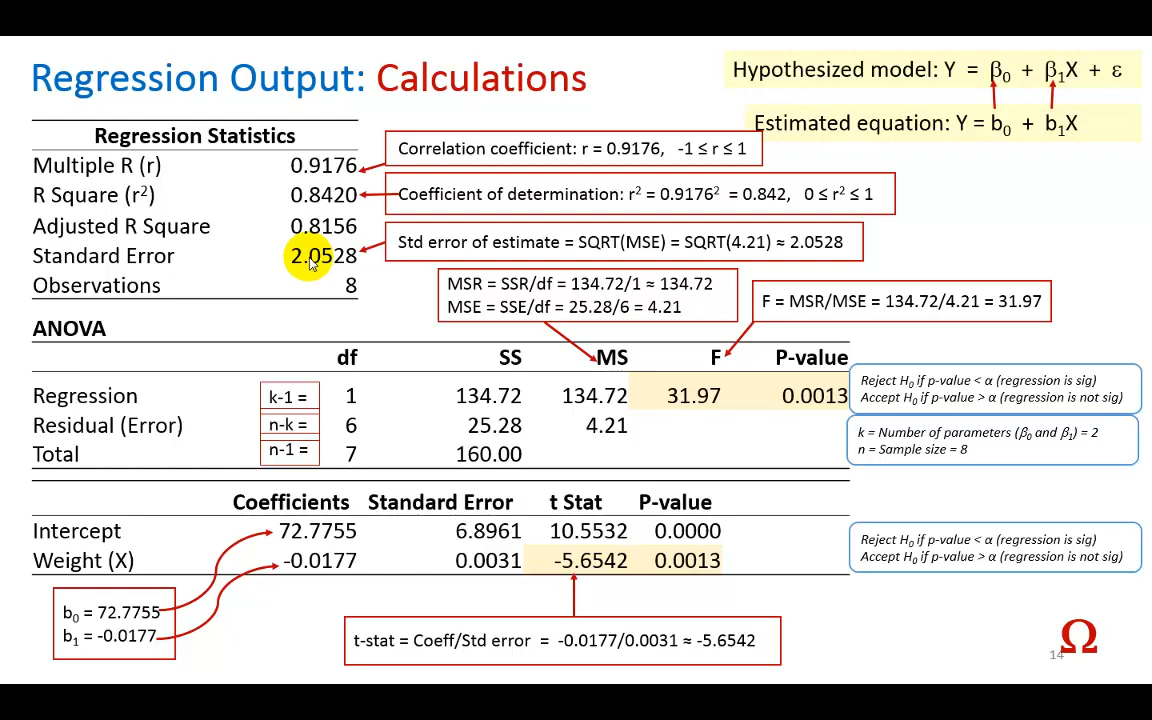 Regression Output: Calculations
Hypothesized model: Y = β0 + β1X + ε
Estimated equation: Y = b0 + b1X
Regression Statistics
Multiple R (r) 0.9176
R Square (r²) 0.8420
Adjusted R Square 0.8156
Standard Error 2.0528
Observations 8
Correlation coefficient: r = 0.9176, -1 ≤ r ≤ 1
Coefficient of determination: r² = 0.9176² = 0.842, 0 ≤ r² ≤ 1
Std error of estimate = SQRT(MSE) = SQRT(4.21) ≈ 2.0528
MSR = SSR/df = 134.72/1 ≈ 134.72
MSE = SSE/df = 25.28/6 = 4.21
F = MSR/MSE = 134.72/4.21 = 31.97
ANOVA
df SS MS F P-value
Regression k-1 = 1 134.72 134.72 31.97 0.0013
Residual (Error) n-k = 6 25.28 4.21
Total n-1 = 7 160.00
Reject H0 if p-value < α (regression is sig)
Accept H0 if p-value > α (regression is not sig)
k = Number of parameters (β0 and β1) = 2
n = Sample size = 8
Coefficients Standard Error t Stat P-value
Intercept 72.7755 6.8961 10.5532 0.0000
Weight (X) -0.0177 0.0031 -5.6542 0.0013
Reject H0 if p-value < α (regression is sig)
Accept H0 if p-value > α (regression is not sig)
b0 = 72.7755
b1 = -0.0177
t-stat = Coeff/Std error = -0.0177/0.0031 ≈ -5.6542
14
Ω